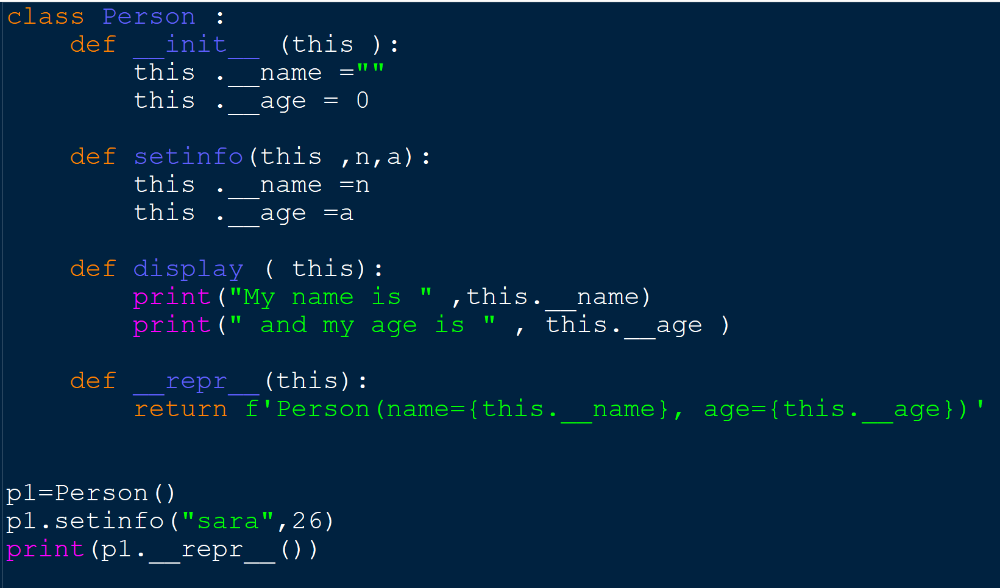 class Person :
    def __init__ (this ):
        this .__name =""
        this .__age = 0
    def setinfo(this ,n,a):
        this .__name =n
        this .__age =a
    def display ( this):
        print("My name is " ,this.__name)
        print(" and my age is " , this.__age )
    def __repr__(this):
        return f'Person(name={this.__name}, age={this.__age})'
p1=Person()
p1.setinfo("sara",26)
print(p1.__repr__())